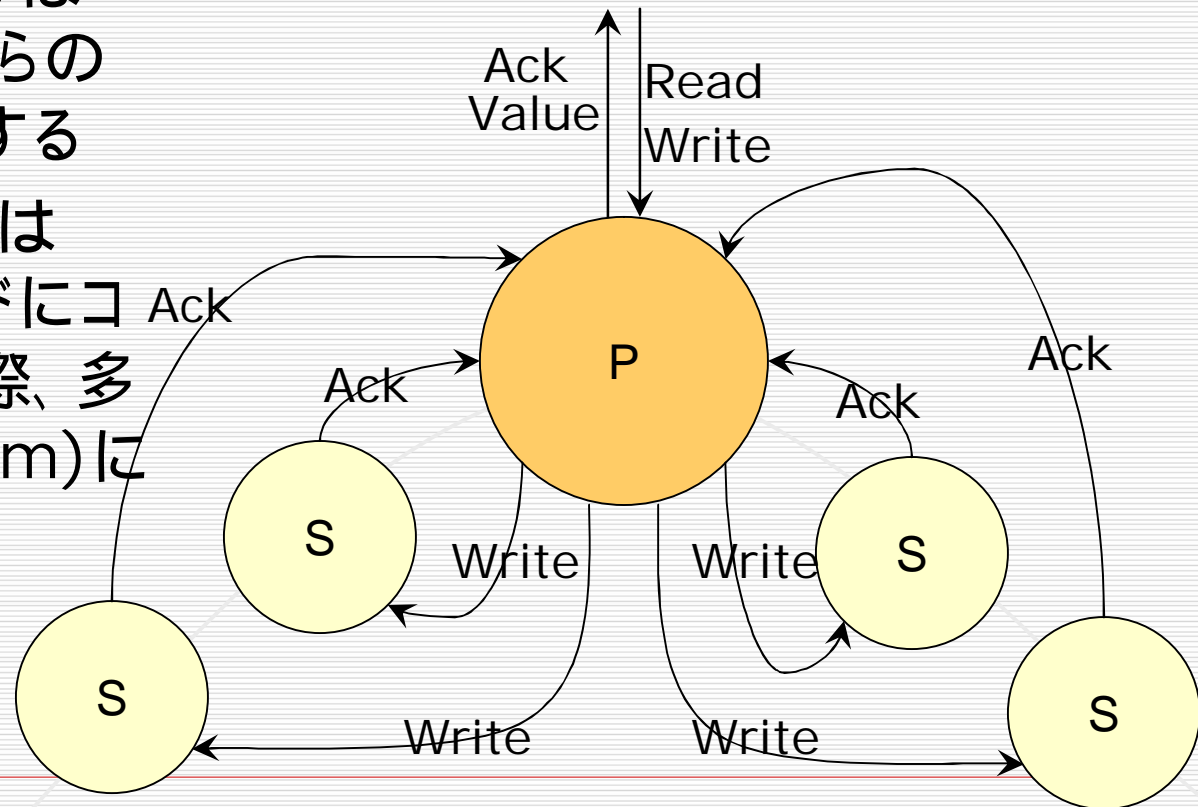 は
らの
する
は
ドにコ
際、多
m)に
Ack
Value
Read
Write
Ack
Ack
Ack
Ack
P
S
S
S
S
Write
Write
Write
Write